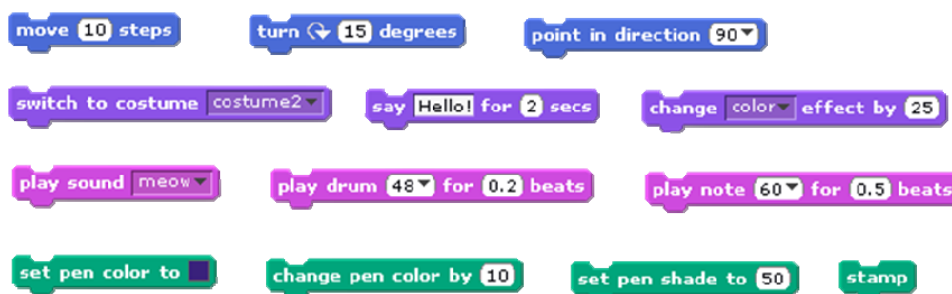 move 10 steps turn 15 degrees point in direction 90
switch to costume costume2 say Hello! for 2 secs change color effect by 25
play sound meow play drum 48 for 0.2 beats play note 60 for 0.5 beats
set pen color to change pen color by 10 set pen shade to 50 stamp